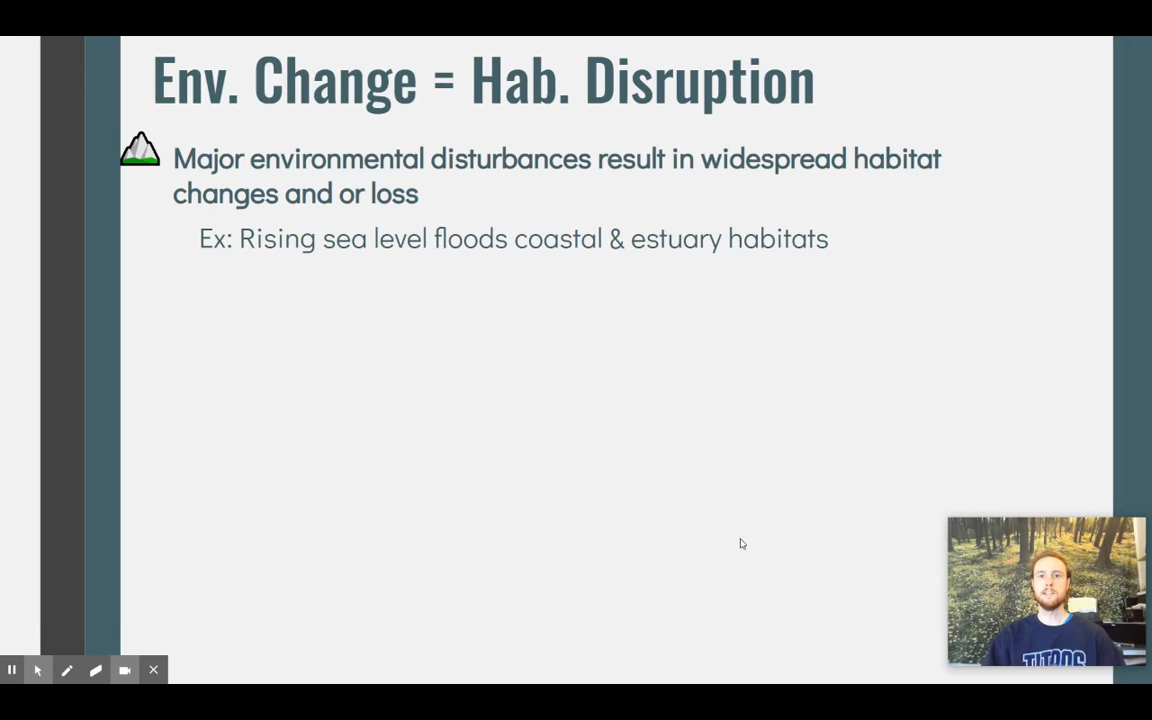 Env. Change = Hab. Disruption
Major environmental disturbances result in widespread habitat
changes and or loss
Ex: Rising sea level floods coastal & estuary habitats
TITANS